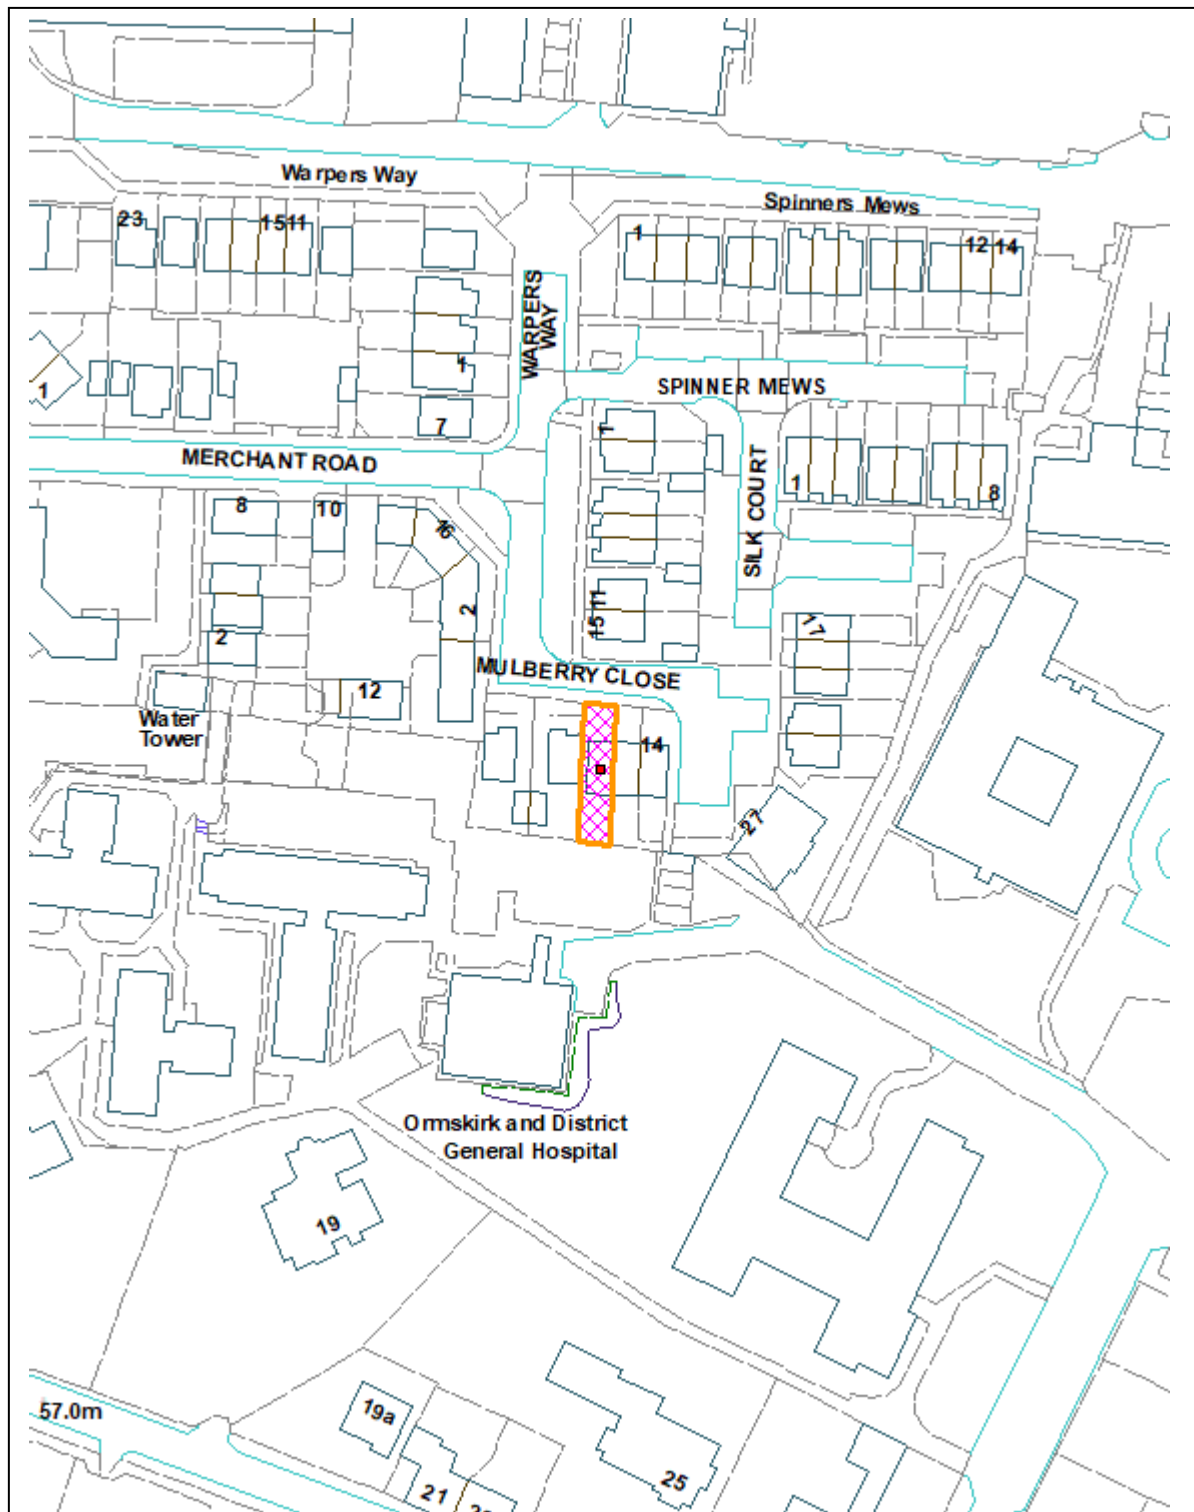 Warpers Way
Spinners Mews
23
1511
1
12 14
WARPERS
WAY
1
1
SPINNER MEWS
7
1
MERCHANT ROAD
8
10
16
1
8
SILK COURT
2
15 11
17
2
MULBERRY CLOSE
12
Water
Tower
14
27
Ormskirk and District
General Hospital
19
57.0m
19a
21
25